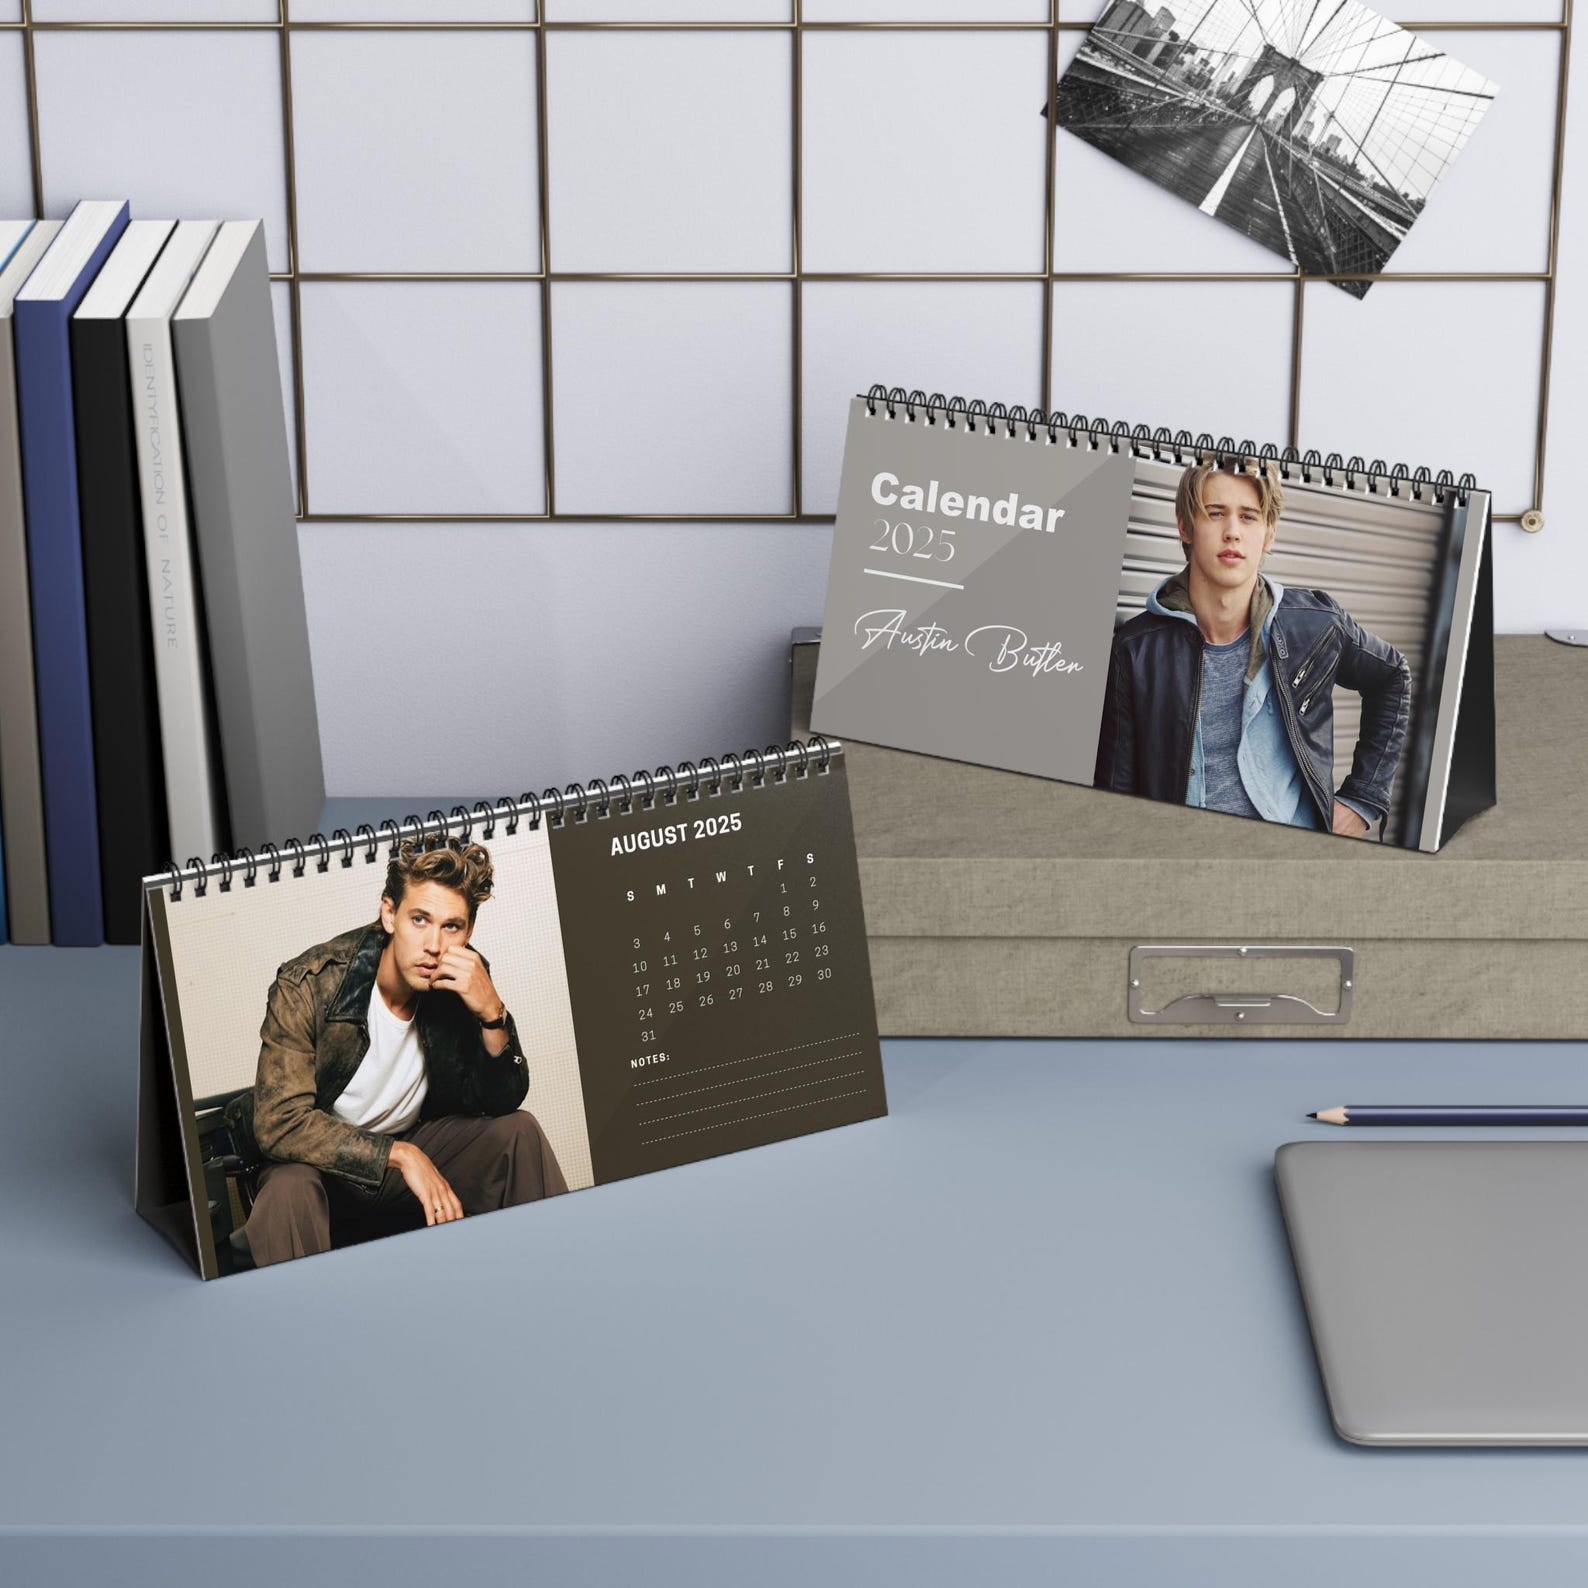 IDENTYFICATION OF NATURE
Calendar
2025
Austin Butler
AUGUST 2025
S M T W T F S
1 2
3 4 5 6 7 8 9
10 11 12 13 14 15 16
17 18 19 20 21 22 23
24 25 26 27 28 29 30
31
NOTES: